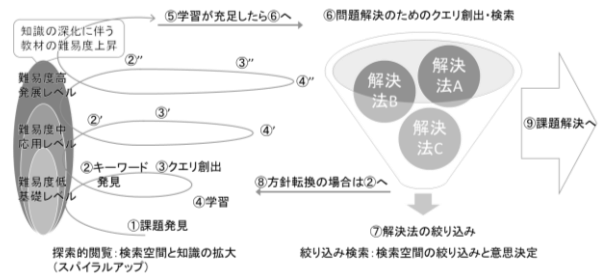 ⑤学習が充足したら⑥へ
⑥問題解決のためのクエリ創出・検索
知識の深化に伴う
教材の難易度上昇
②''
③''
④''
難易度高
発展レベル
解決
法A
解決
法B
解決
法C
②'
③'
④'
難易度中
応用レベル
⑨課題解決へ
②キーワード
発見
③クエリ創出
難易度低
基礎レベル
④学習
⑧方針転換の場合は②へ
①課題発見
⑦解決法の絞り込み
探索的閲覧：検索空間と知識の拡大
（スパイラルアップ）
絞り込み検索：検索空間の絞り込みと意思決定